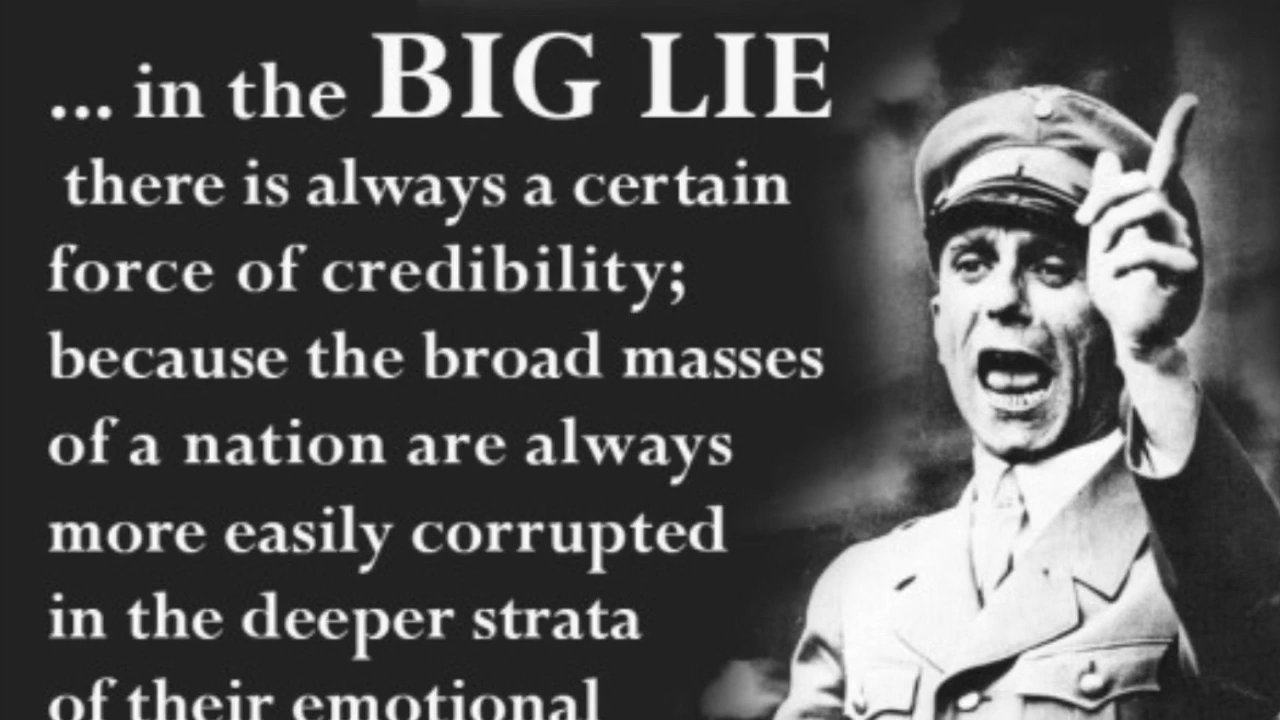 ... in the BIG LIE
there is always a certain
force of credibility;
because the broad masses
of a nation are always
more easily corrupted
in the deeper strata
of their emotional